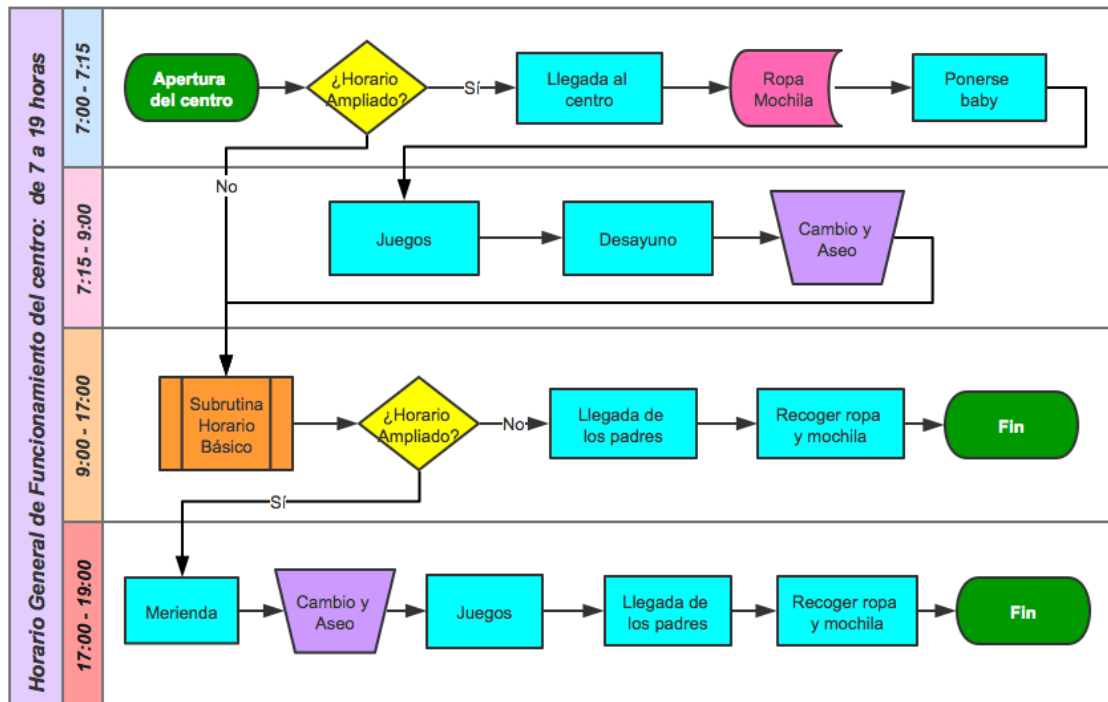 Horario General de Funcionamiento del centro: de 7 a 19 horas
7:00 - 7:15
Apertura
del centro
¿Horario
Ampliado?
Sí
Llegada al
centro
Ropa
Mochila
Ponerse
baby
No
7:15 - 9:00
Juegos
Desayuno
Cambio y
Aseo
9:00 - 17:00
Subrutina
Horario
Básico
¿Horario
Ampliado?
No
Llegada de
los padres
Recoger ropa
y mochila
Fin
Sí
17:00 - 19:00
Merienda
Cambio y
Aseo
Juegos
Llegada de
los padres
Recoger ropa
y mochila
Fin